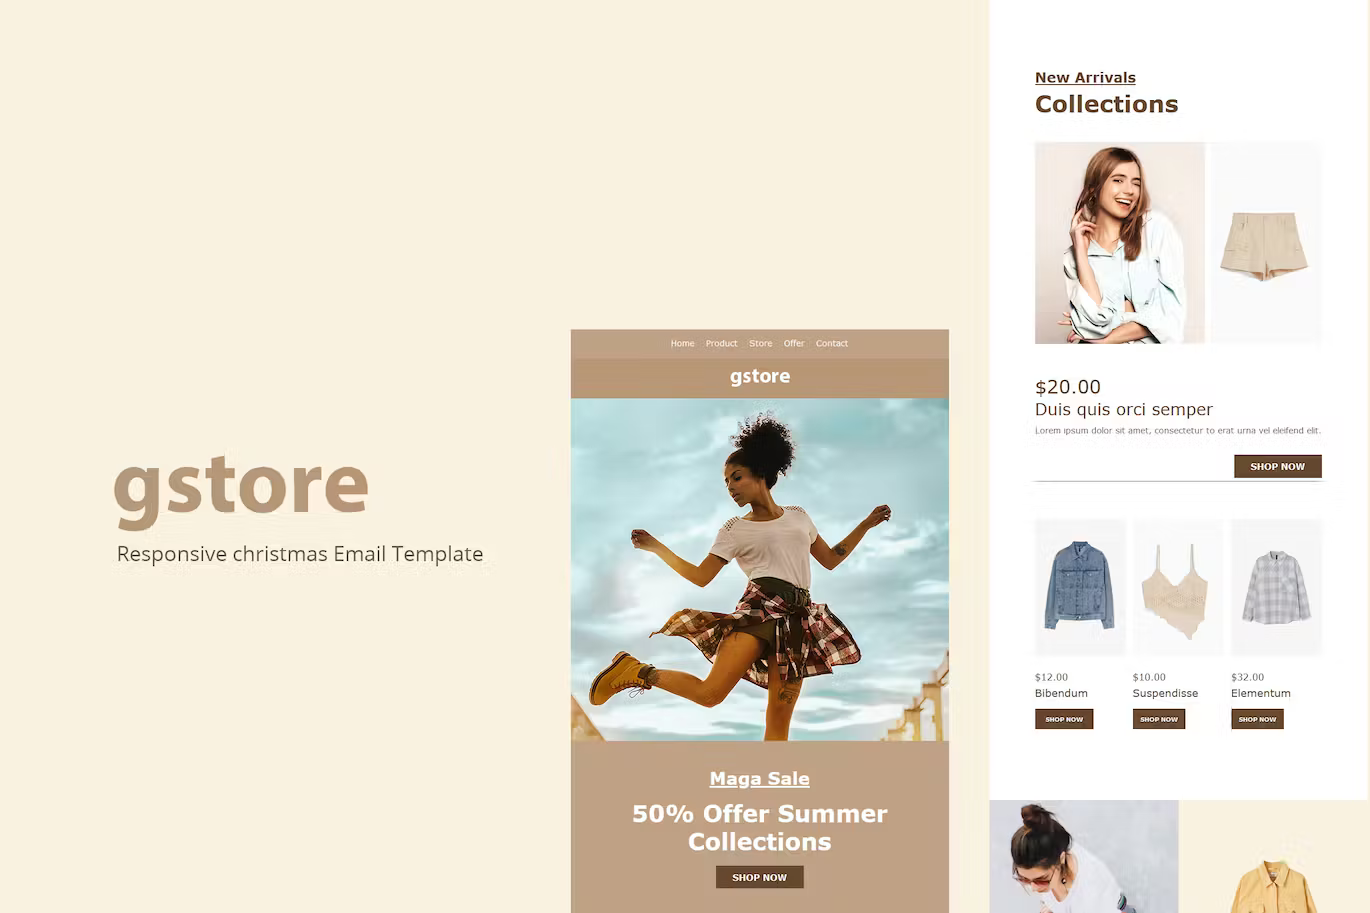 gstore
Responsive christmas Email Template
Home Product Store Offer Contact
gstore
Maga Sale
50% Offer Summer
Collections
SHOP NOW
New Arrivals
Collections
$20.00
Duis quis orci semper
Lorem ipsum dolor sit amet, consectetur to erat urna vel eleifend elit.
SHOP NOW
$12.00
Bibendum
SHOP NOW
$10.00
Suspendisse
SHOP NOW
$32.00
Elementum
SHOP NOW